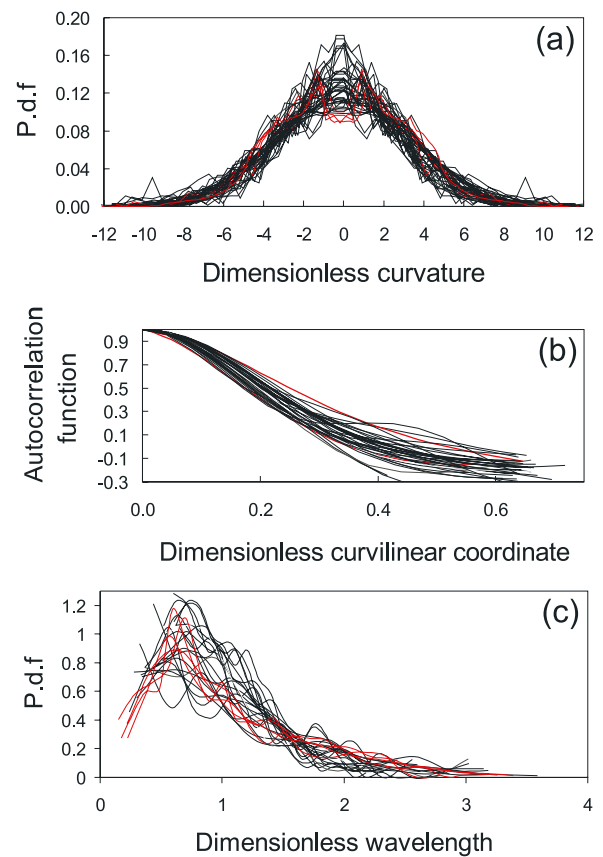 (a)
0.20
0.16
0.12
0.08
0.04
0.00
P.d.f
-12 -10 -8 -6 -4 -2 0 2 4 6 8 10 12
Dimensionless curvature
(b)
0.9
0.7
0.5
0.3
0.1
-0.1
-0.3
Autocorrelation
function
0.0 0.2 0.4 0.6
Dimensionless curvilinear coordinate
(c)
1.2
1
0.8
0.6
0.4
0.2
0
P.d.f
0 1 2 3 4
Dimensionless wavelength